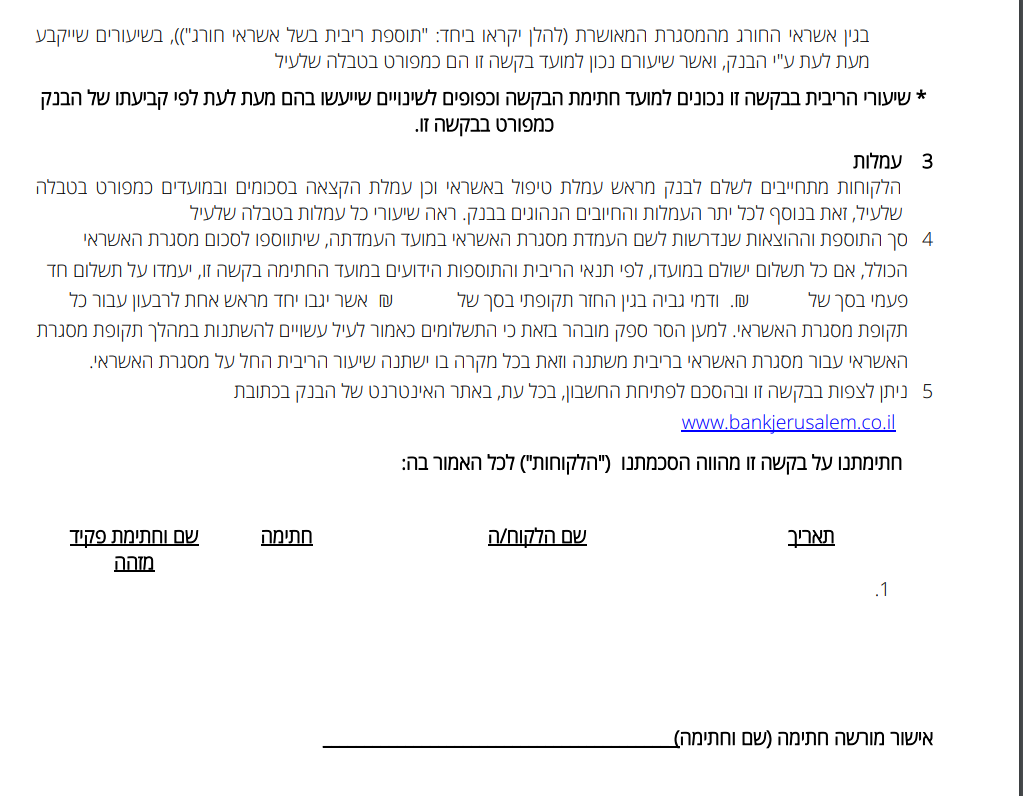 בגין אשראי החורג מהמסגרת המאושרת (להלן יקראו ביחד: "תוספת ריבית בשל אשראי חורג")), בשיעורים שייקבע
מעת לעת ע"י הבנק, ואשר שיעורם נכון למועד בקשה זו הם כמפורט בטבלה שלעיל
* שיעורי הריבית בבקשה זו נכונים למועד חתימת הבקשה וכפופים לשינויים שייעשו בהם מעת לעת לפי קביעתו של הבנק
כמפורט בבקשה זו.
3 עמלות
הלקוחות מתחייבים לשלם לבנק מראש עמלת טיפול באשראי וכן עמלת הקצאה בסכומים ובמועדים כמפורט בטבלה
שלעיל, זאת בנוסף לכל יתר העמלות והחיובים הנהוגים בבנק. ראה שיעורי כל עמלות בטבלה שלעיל
4 סך התוספת וההוצאות שנדרשות לשם העמדת מסגרת האשראי במועד העמדתה, שיתווספו לסכום מסגרת האשראי
הכולל, אם כל תשלום ישולם במועדו, לפי תנאי הריבית והתוספות הידועים במועד החתימה בקשה זו, יעמדו על תשלום חד
פעמי בסך של ₪. ודמי גביה בגין החזר תקופתי בסך של ₪ אשר יגבו יחד מראש אחת לרבעון עבור כל
תקופת מסגרת האשראי. למען הסר ספק מובהר בזאת כי התשלומים כאמור לעיל עשויים להשתנות במהלך תקופת מסגרת
האשראי עבור מסגרת האשראי בריבית משתנה וזאת בכל מקרה בו ישתנה שיעור הריבית החל על מסגרת האשראי.
5 ניתן לצפות בבקשה זו ובהסכם לפתיחת החשבון, בכל עת, באתר האינטרנט של הבנק בכתובת
www.bankjerusalem.co.il
חתימתנו על בקשה זו מהווה הסכמתנו ("הלקוחות") לכל האמור בה:
תאריך שם הלקוח/ה חתימה שם וחתימת פקיד
מזהה
1.
אישור מורשה חתימה (שם וחתימה)__________________________________